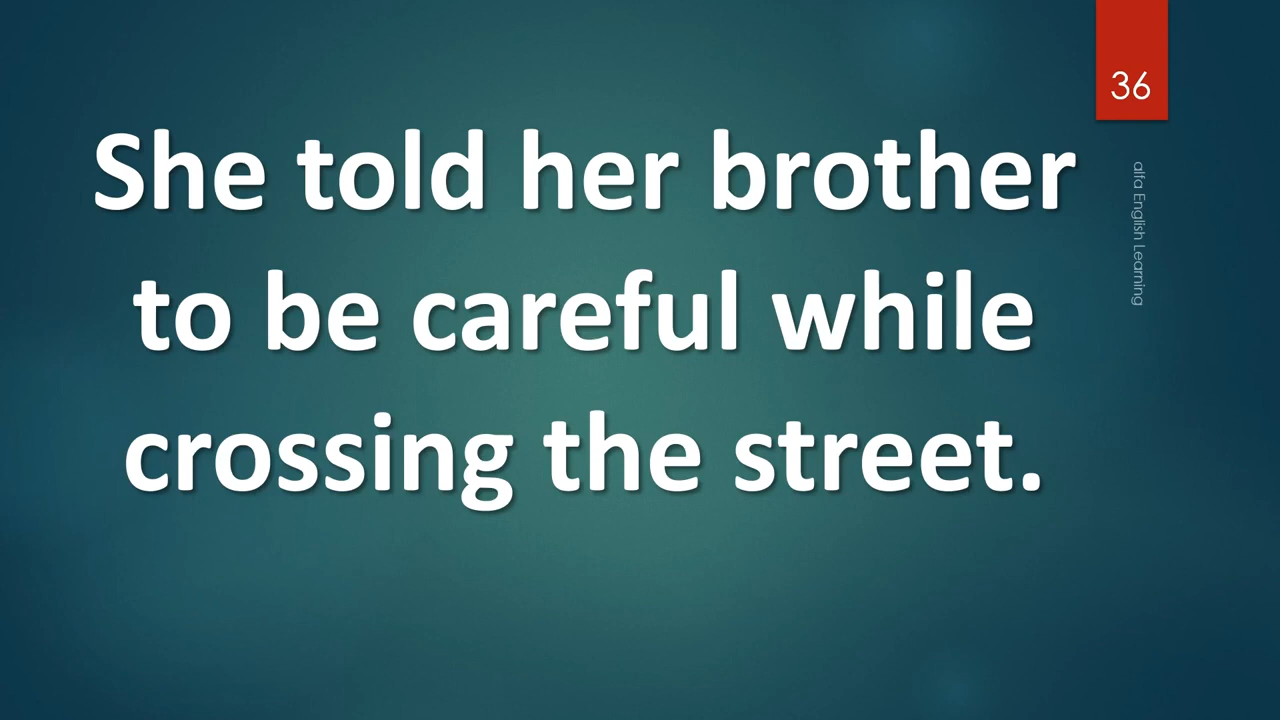 36
She told her brother
to be careful while
crossing the street.
alfa English Learning